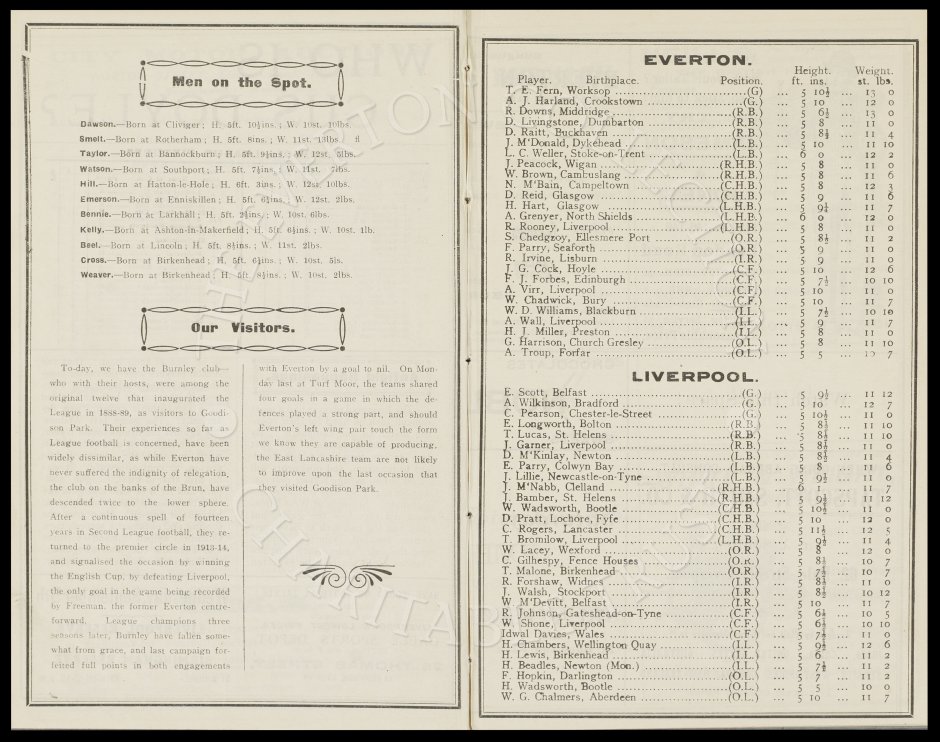 Men on the Spot.
Dawson.—Born at Cliviger; H. 5ft. 10½ins.; W. 10st. 10lbs.
Smelt.—Born at Rotherham; H. 5ft. 8ins.; W. 11st. 13lbs.
Taylor.—Born at Bannockburn; H. 5ft. 9½ins.; W. 12st. 5lbs.
Watson.—Born at Southport; H. 5ft. 7½ins.; W. 11st. 7lbs.
Hill.—Born at Hatton-le-Hole; H. 6ft. 3ins.; W. 12st. 10lbs.
Emerson.—Born at Enniskillen; H. 5ft. 6½ins.; W. 12st. 2lbs.
Bennie.—Born at Larkhall; H. 5ft. W. 10st. 6lbs.
Kelly.—Born at Ashton-in-Makerfield; H. 5ft. 6½ins.; W. 10st. 1lb.
Beel.—Born at Lincoln; H. 5ft. 8½ins.; W. 11st. 2lbs.
Cross.—Born at Birkenhead; H. 5ft. 6½ins.; W. 10st. 5ls.
Weaver.—Born at Birkenhead; H. 5ft. 8½ins.; W. 10st. 2lbs.
Our Visitors.
To-day, we have the Burnley club—
who with their hosts, were among the
original twelve that inaugurated the
League in 1888-89, as visitors to Goodi-
son Park. Their experiences so far as
League football is concerned, have been
widely dissimilar, as while Everton have
never suffered the indignity of relegation,
the club on the banks of the Brun, have
descended twice to the lower sphere.
After a continuous spell of fourteen
years in Second League football, they re-
turned to the premier circle in 1913-14,
and signalised the occasion by winning
the English Cup, by defeating Liverpool,
the only goal in the game being recorded
by Freeman, the former Everton centre-
forward. League champions three
seasons later, Burnley have fallen some-
what from grace, and last campaign for-
feited full points in both engagements
with Everton by a goal to nil. On Mon-
day last at Turf Moor, the teams shared
four goals in a game in which the de-
fences played a strong part, and should
Everton's left wing pair touch the form
we know they are capable of producing,
the East Lancashire team are not likely
to improve upon the last occasion that
they visited Goodison Park.
EVERTON.
Height. Weight.
Player. Birthplace. Position. ft. ins. st. lbs.
T. E. Fern, Worksop ...(G) ... 5 10½ ... 13 0
A. J. Harland, Crookstown ...(G.) ... 5 10 ... 12 0
R. Downs, Middridge ...(R.B.) ... 5 6½ ... 13 0
D. Livingstone, Dumbarton ...(R.B.) ... 5 8 ... 11 0
D. Raitt, Buckhaven ...(R.B.) ... 5 8½ ... 11 4
J. M'Donald, Dykehead ...(L.B.) ... 5 10 ... 11 10
L. C. Weller, Stoke-on-Trent ...(L.B.) ... 6 0 ... 12 2
J. Peacock, Wigan ...(R.H.B.) ... 5 8 ... 11 0
W. Brown, Cambuslang ...(R.H.B.) ... 5 8 ... 11 6
N. M'Bain, Campeltown ...(C.H.B.) ... 5 8 ... 12 3
D. Reid, Glasgow ...(C.H.B.) ... 5 9 ... 11 6
H. Hart, Glasgow ...(L.H.B.) ... 5 9½ ... 11 7
A. Grenyer, North Shields ...(L.H.B.) ... 6 0 ... 12 0
R. Rooney, Liverpool ...(L.H.B.) ... 5 8 ... 11 0
S. Chedgzoy, Ellesmere Port ...(O.R.) ... 5 8½ ... 11 2
F. Parry, Seaforth ...(O.R.) ... 5 9 ... 11 0
R. Irvine, Lisburn ...(I.R.) ... 5 9 ... 11 0
J. G. Cock, Hoyle ...(C.F.) ... 5 10 ... 12 6
F. J. Forbes, Edinburgh ...(C.F.) ... 5 7½ ... 10 10
A. Virr, Liverpool ...(C.F.) ... 5 10 ... 11 0
W. Chadwick, Bury ...(C.F.) ... 5 10 ... 11 7
W. D. Williams, Blackburn ...(I.L.) ... 5 7½ ... 10 10
A. Wall, Liverpool ...(I.L.) ... 5 9 ... 11 7
H. J. Miller, Preston ...(I.L.) ... 5 8 ... 11 0
G. Harrison, Church Gresley ...(O.L.) ... 5 8 ... 11 10
A. Troup, Forfar ...(O.L.) ... 5 5 ... 10 7
LIVERPOOL.
E. Scott, Belfast ...(G.) ... 5 9½ ... 11 12
A. Wilkinson, Bradford ...(G.) ... 5 10 ... 12 7
C. Pearson, Chester-le-Street ...(G.) ... 5 10½ ... 11 0
E. Longworth, Bolton ...(R.B.) ... 5 8½ ... 11 10
T. Lucas, St. Helens ...(R.B.) ... 5 8½ ... 11 10
J. Garner, Liverpool ...(R.B.) ... 5 8½ ... 11 0
D. M'Kinlay, Newton ...(L.B.) ... 5 8½ ... 11 4
E. Parry, Colwyn Bay ...(L.B.) ... 5 8 ... 11 6
J. Lillie, Newcastle-on-Tyne ...(L.B.) ... 5 9½ ... 11 0
J. M'Nabb, Clelland ...(R.H.B.) ... 6 1 ... 11 7
J. Bamber, St. Helens ...(R.H.B.) ... 5 9½ ... 11 12
W. Wadsworth, Bootle ...(C.H.B.) ... 5 10½ ... 11 0
D. Pratt, Lochore, Fyfe ...(C.H.B.) ... 5 10 ... 12 0
C. Rogers, Lancaster ...(C.H.B.) ... 5 11½ ... 12 5
T. Bromilow, Liverpool ...(L.H.B.) ... 5 9½ ... 11 4
W. Lacey, Wexford ...(O.R.) ... 5 8 ... 12 0
C. Gilhespy, Fence Houses ...(O.R.) ... 5 8½ ... 10 7
T. Malone, Birkenhead ...(O.R.) ... 5 7½ ... 10 7
R. Forshaw, Widnes ...(I.R.) ... 5 8½ ... 11 0
J. Walsh, Stockport ...(I.R.) ... 5 8½ ... 10 12
W. M'Devitt, Belfast ...(I.R.) ... 5 10 ... 11 7
R. Johnson, Gateshead-on-Tyne ...(C.F.) ... 5 6½ ... 10 5
W. Shone, Liverpool ...(C.F.) ... 5 6½ ... 10 10
Idwal Davies, Wales ...(C.F.) ... 5 7½ ... 11 0
H. Chambers, Wellington Quay ...(I.L.) ... 5 9½ ... 12 6
H. Lewis, Birkenhead ...(I.L.) ... 5 6 ... 11 2
H. Beadles, Newton (Mon.) ...(I.L.) ... 5 7½ ... 11 2
F. Hopkin, Darlington ...(O.L.) ... 5 7 ... 11 2
H. Wadsworth, Bootle ...(O.L.) ... 5 5 ... 10 0
W. G. Chalmers, Aberdeen ...(O.L.) ... 5 10 ... 11 7